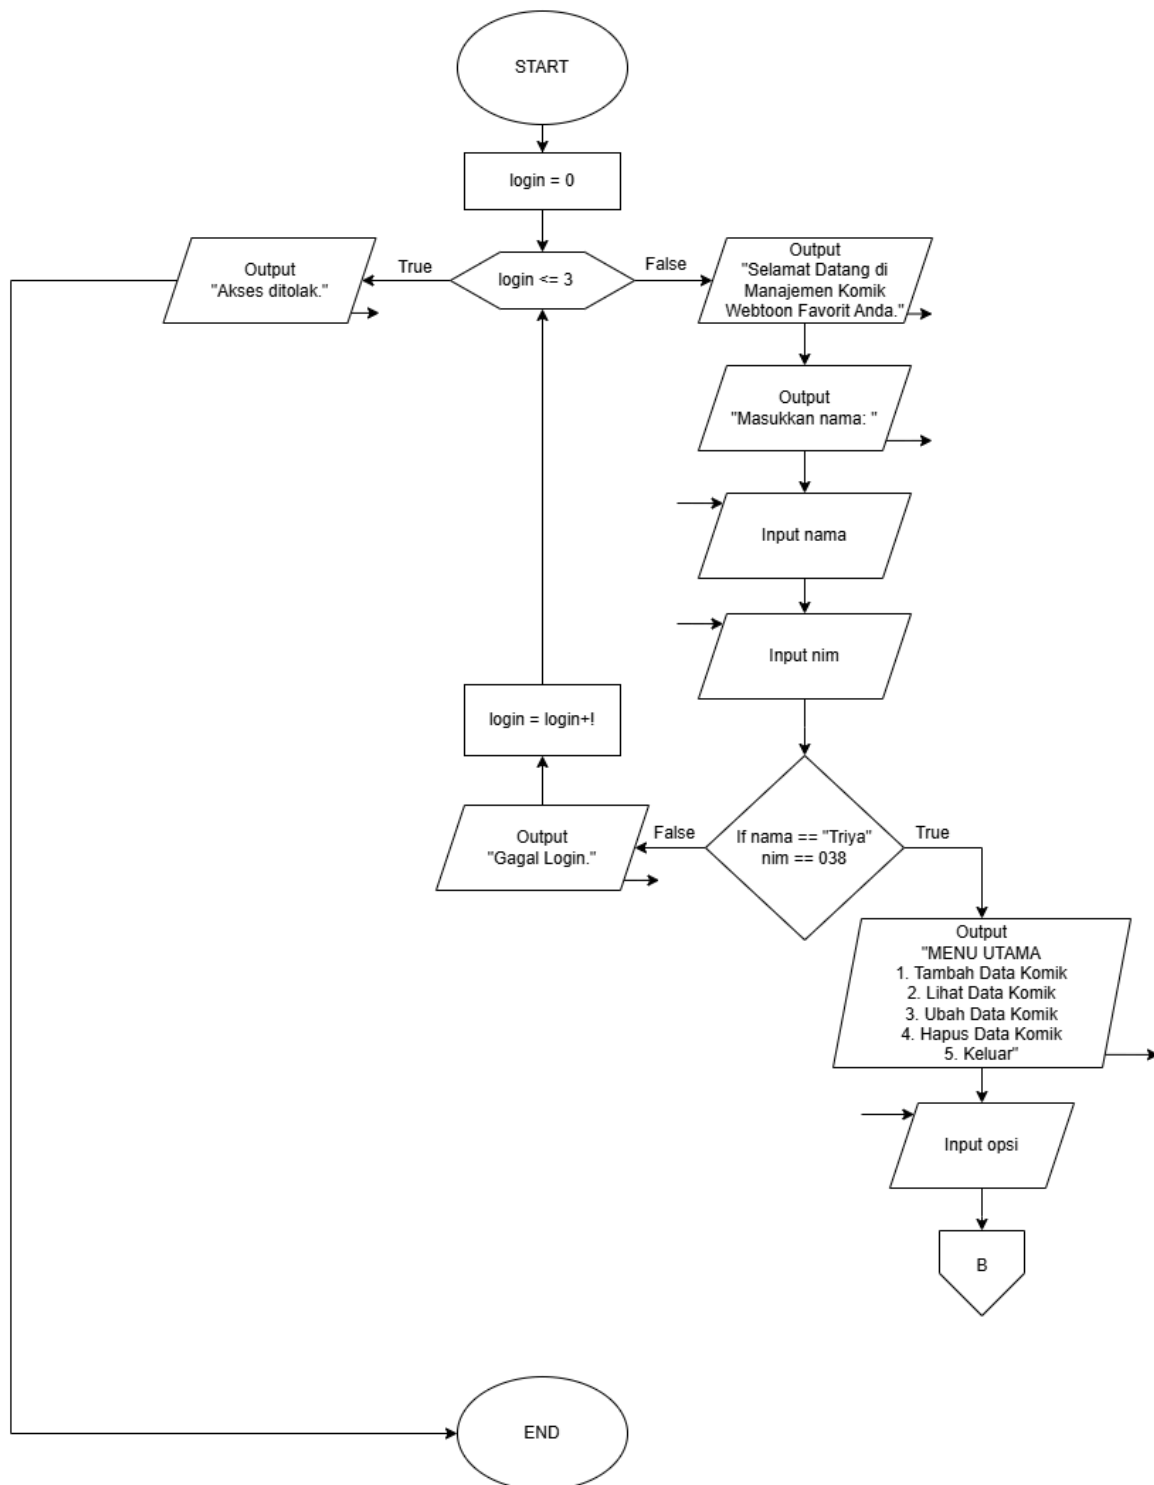 START
login = 0
Output
"Akses ditolak."
True
login <= 3
False
Output
"Selamat Datang di
Manajemen Komik
Webtoon Favorit Anda."
Output
"Masukkan nama: "
Input nama
Input nim
login = login+!
Output
"Gagal Login."
False
If nama == "Triya"
nim == 038
True
Output
"MENU UTAMA
1. Tambah Data Komik
2. Lihat Data Komik
3. Ubah Data Komik
4. Hapus Data Komik
5. Keluar"
Input opsi
B
END